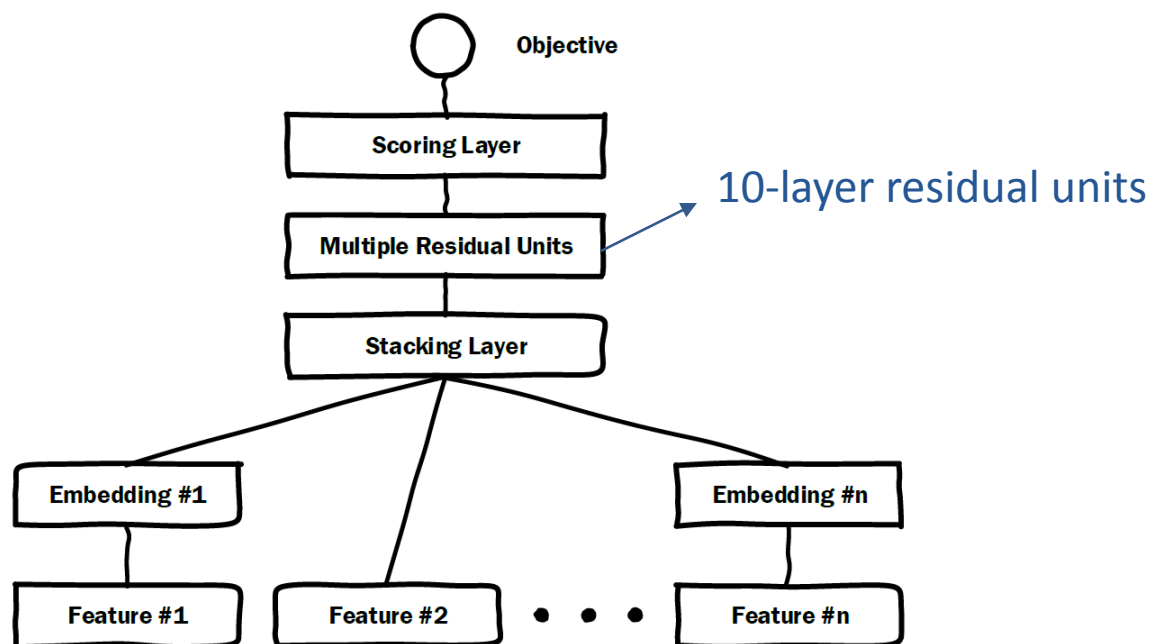 Objective
Scoring Layer
10-layer residual units
Multiple Residual Units
Stacking Layer
Embedding #1
Embedding #n
Feature #1
Feature #2
Feature #n